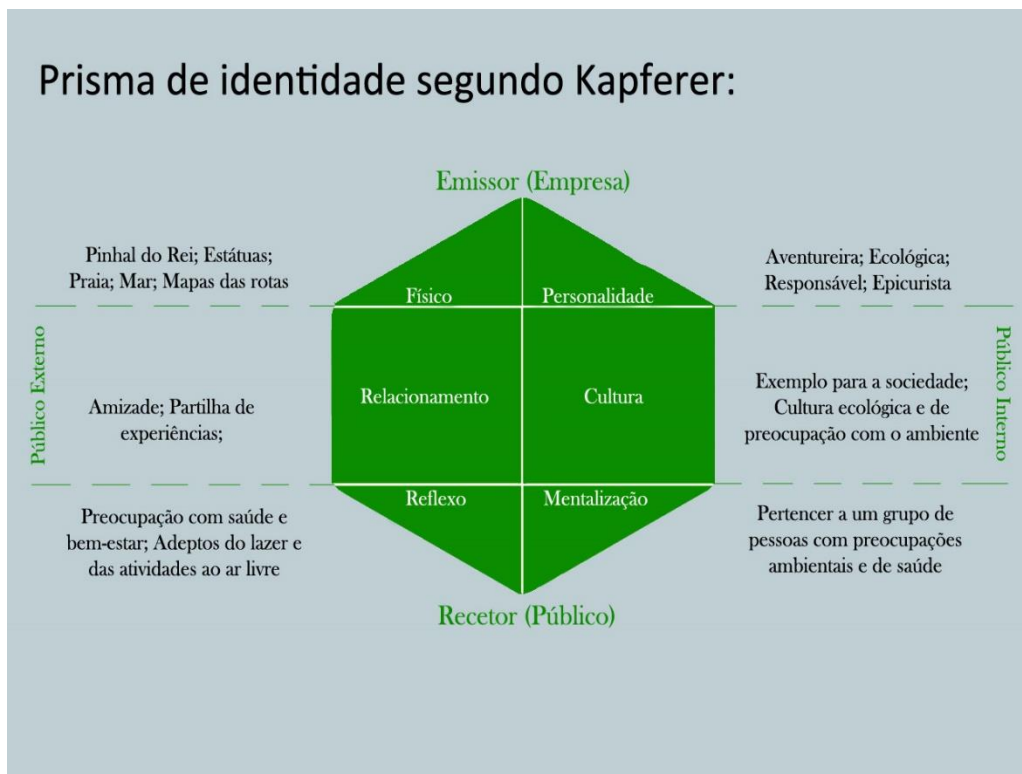 Prisma de identidade segundo Kapferer:
Emissor (Empresa)
Pinhal do Rei; Estátuas;
Praia; Mar; Mapas das rotas
Físico
Personalidade
Aventureira; Ecológica;
Responsável; Epicurista
Público Externo
Amizade; Partilha de
experiências;
Relacionamento
Cultura
Exemplo para a sociedade;
Cultura ecológica e de
preocupação com o ambiente
Público Interno
Preocupação com saúde e
bem-estar; Adeptos do lazer e
das atividades ao ar livre
Reflexo
Mentalização
Pertencer a um grupo de
pessoas com preocupações
ambientais e de saúde
Recetor (Público)